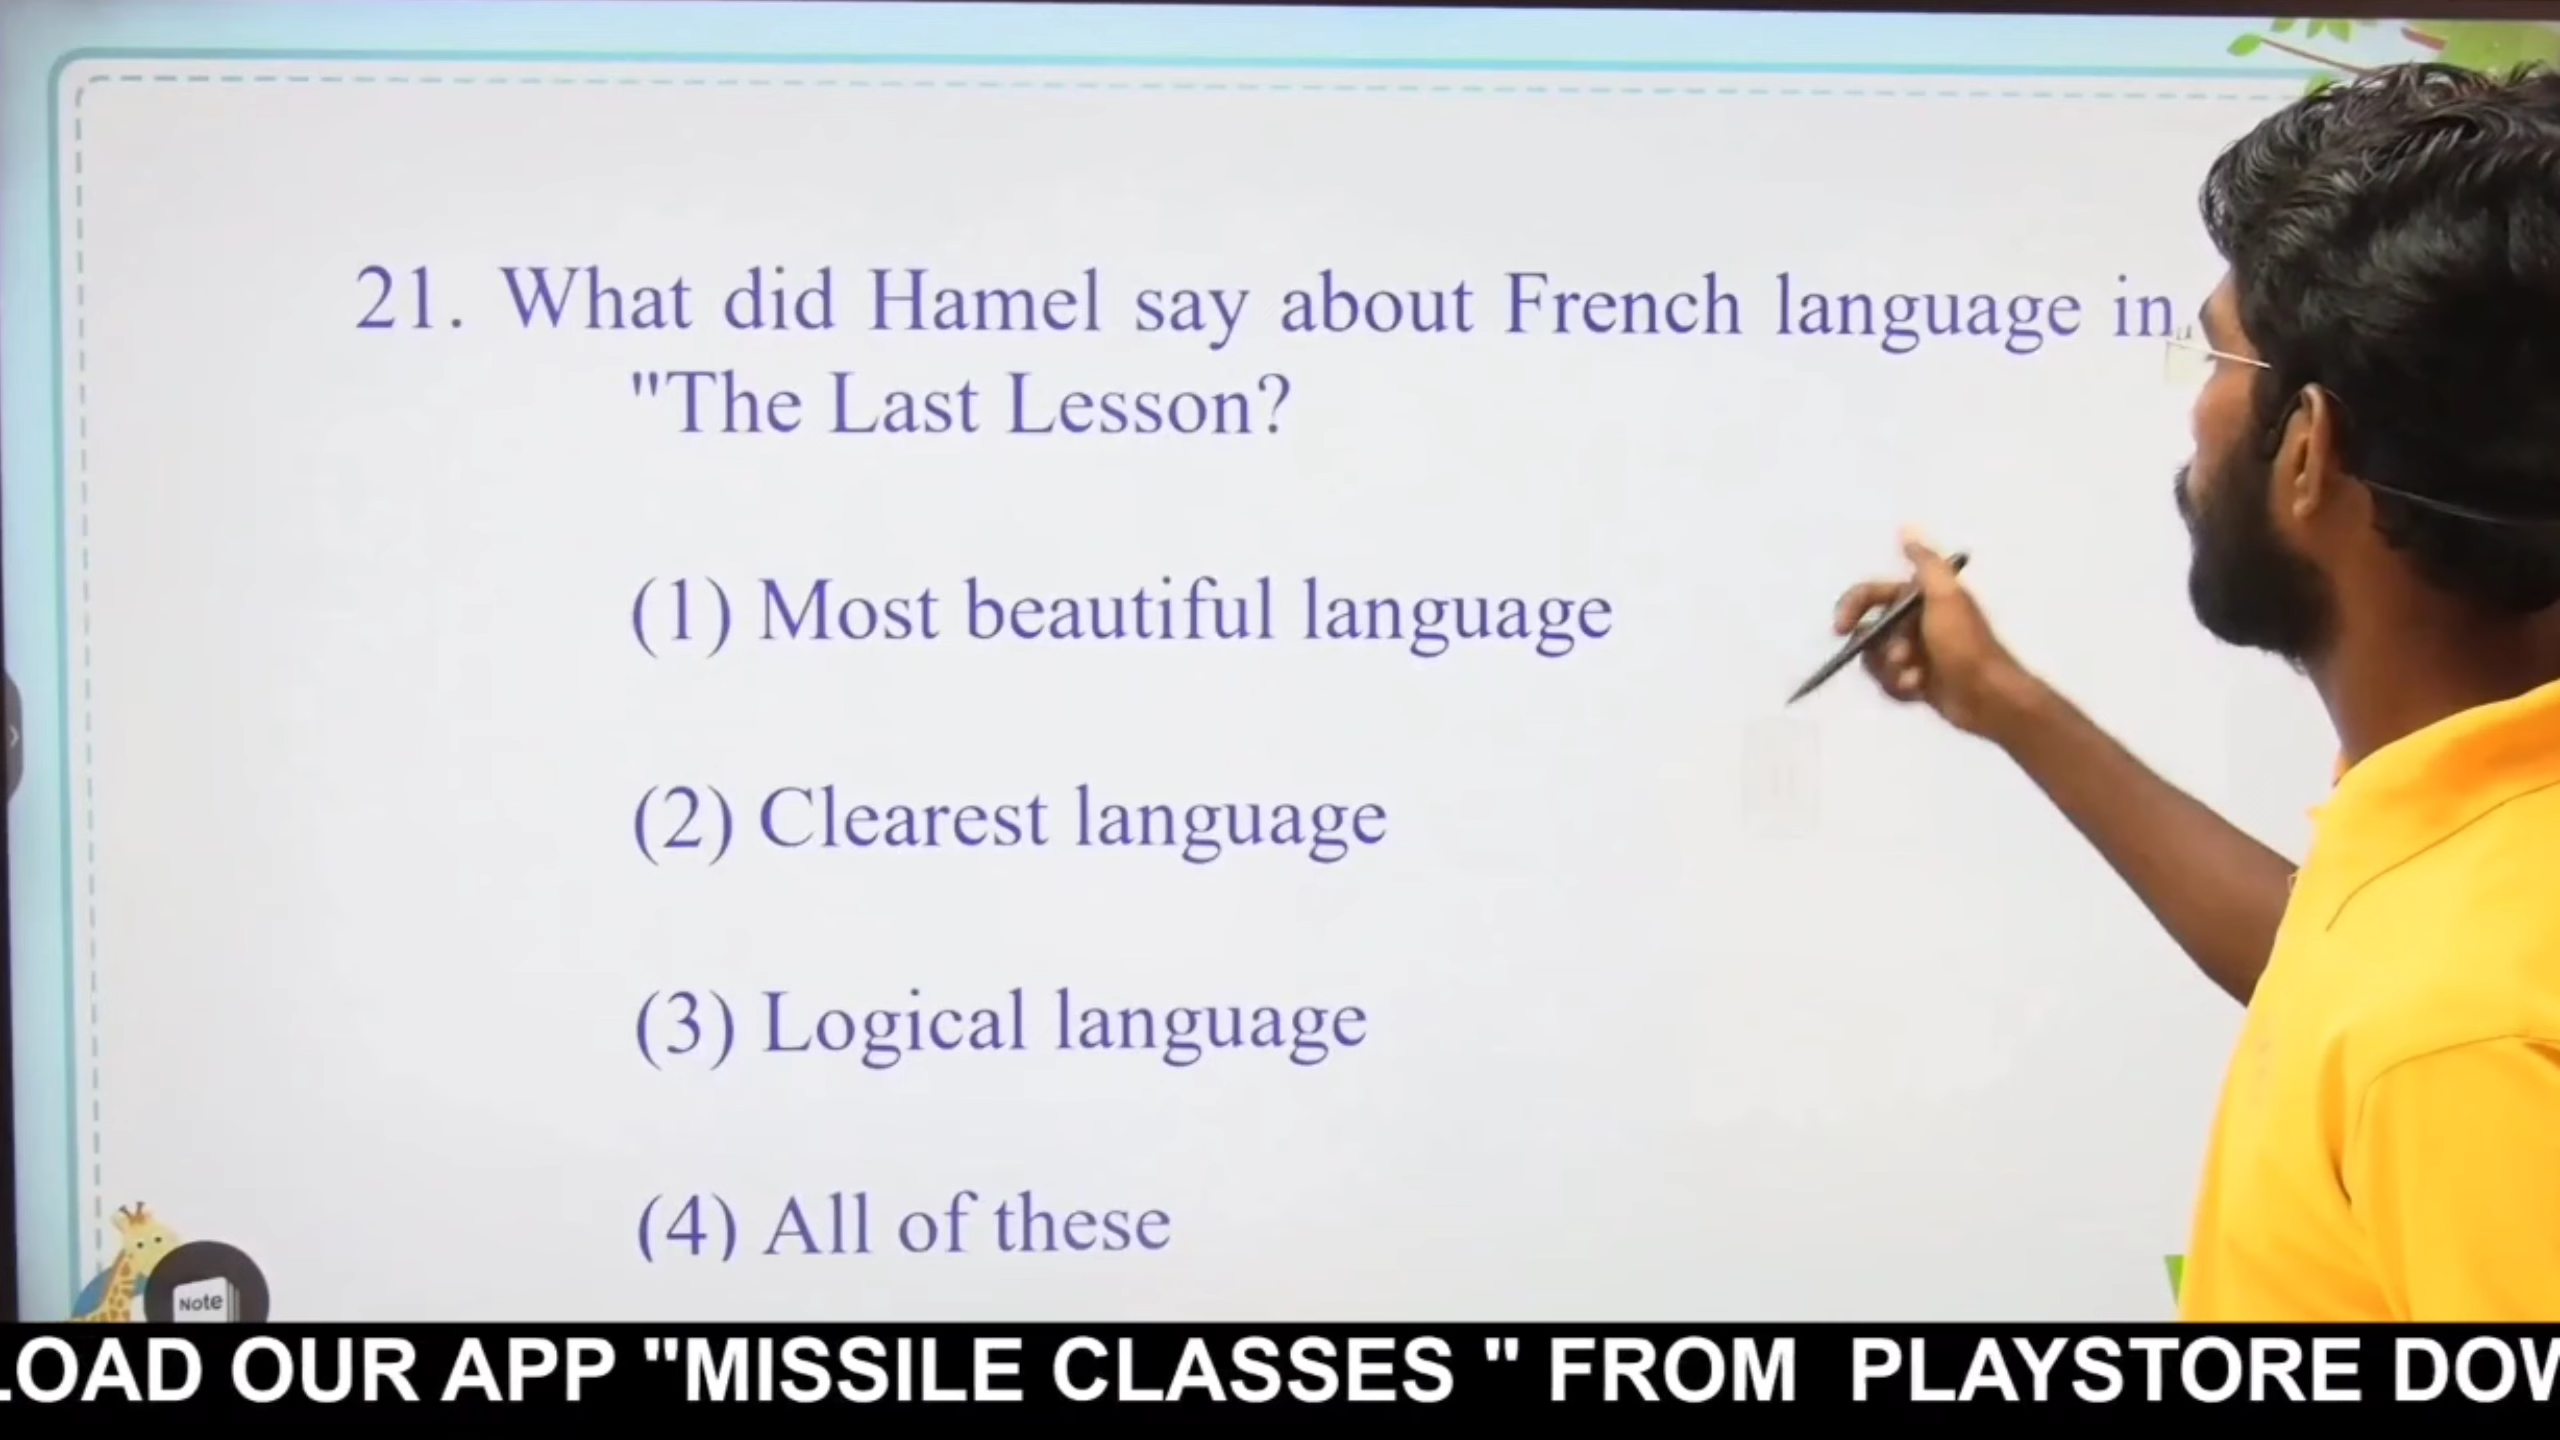 21. What did Hamel say about French language in
"The Last Lesson?
(1) Most beautiful language
(2) Clearest language
(3) Logical language
(4) All of these
Note
LOAD OUR APP "MISSILE CLASSES " FROM PLAYSTORE DOW